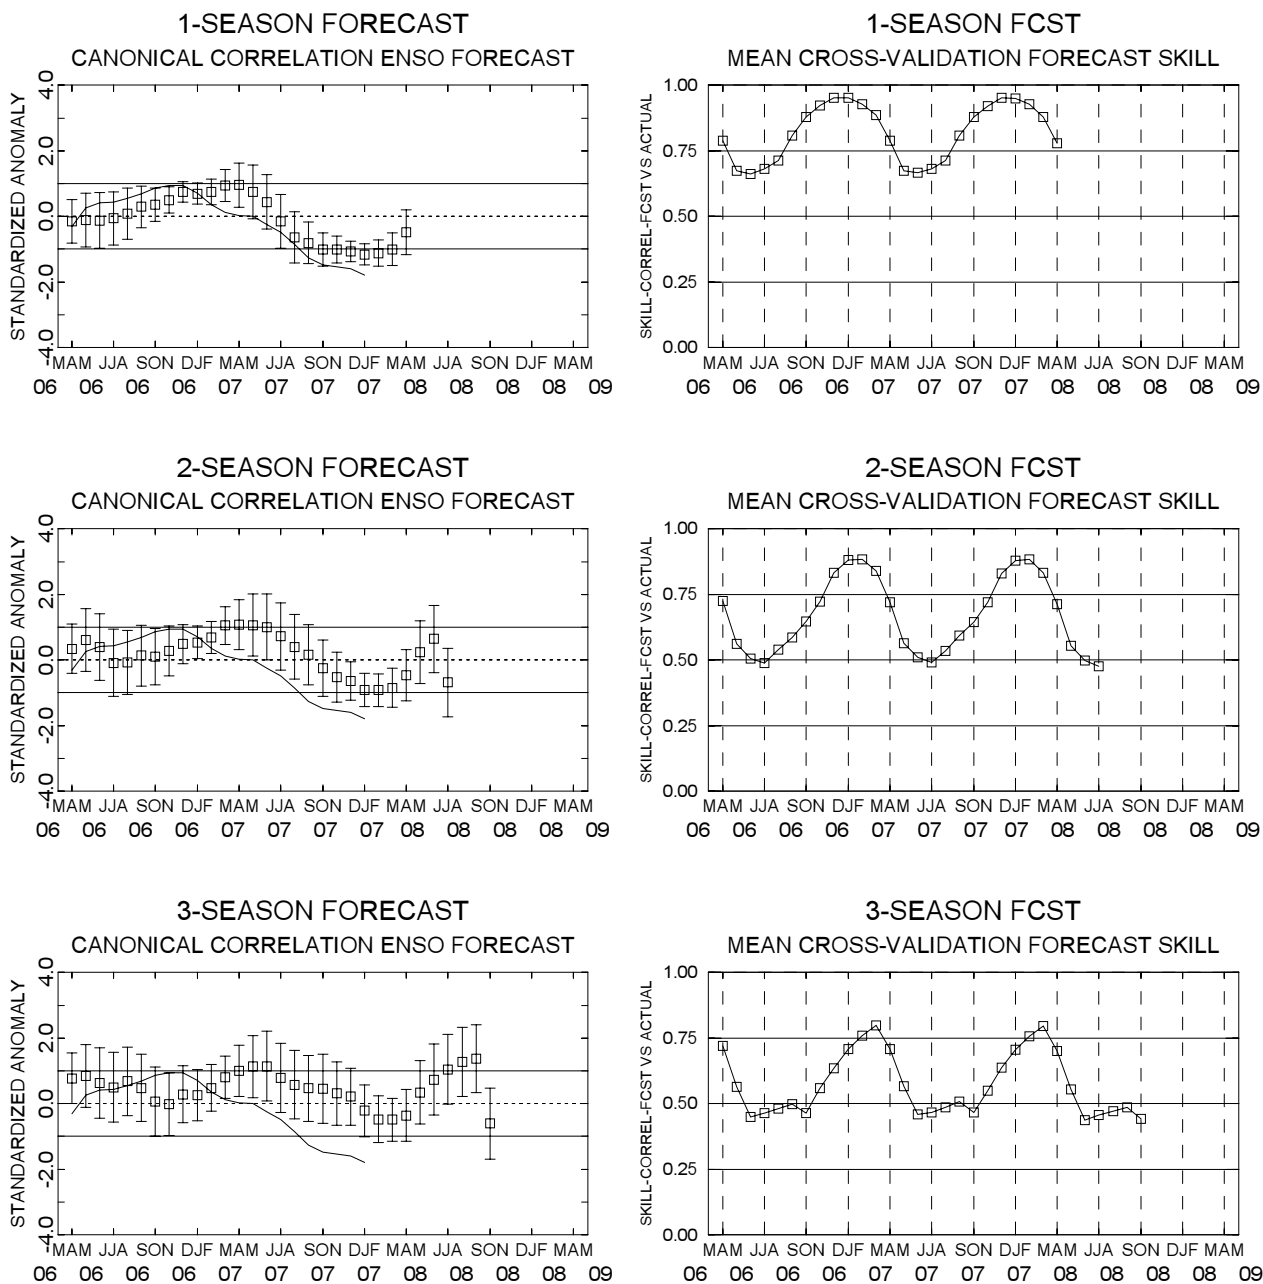 1-SEASON FORECAST
CANONICAL CORRELATION ENSO FORECAST
STANDARDIZED ANOMALY
4.0
2.0
0.0
-2.0
-4.0
MAM JJA SON DJF MAM JJA SON DJF MAM JJA SON DJF MAM
06 06 06 06 07 07 07 07 08 08 08 08 09
1-SEASON FCST
MEAN CROSS-VALIDATION FORECAST SKILL
SKILL-CORREL-FCST VS ACTUAL
1.00
0.75
0.50
0.25
0.00
MAM JJA SON DJF MAM JJA SON DJF MAM JJA SON DJF MAM
06 06 06 06 07 07 07 07 08 08 08 08 09
2-SEASON FORECAST
CANONICAL CORRELATION ENSO FORECAST
STANDARDIZED ANOMALY
4.0
2.0
0.0
-2.0
-4.0
MAM JJA SON DJF MAM JJA SON DJF MAM JJA SON DJF MAM
06 06 06 06 07 07 07 07 08 08 08 08 09
2-SEASON FCST
MEAN CROSS-VALIDATION FORECAST SKILL
SKILL-CORREL-FCST VS ACTUAL
1.00
0.75
0.50
0.25
0.00
MAM JJA SON DJF MAM JJA SON DJF MAM JJA SON DJF MAM
06 06 06 07 07 07 07 08 08 08 08 09
3-SEASON FORECAST
CANONICAL CORRELATION ENSO FORECAST
STANDARDIZED ANOMALY
4.0
2.0
0.0
-2.0
-4.0
MAM JJA SON DJF MAM JJA SON DJF MAM JJA SON DJF MAM
06 06 06 06 07 07 07 07 08 08 08 08 09
3-SEASON FCST
MEAN CROSS-VALIDATION FORECAST SKILL
SKILL-CORREL-FCST VS ACTUAL
1.00
0.75
0.50
0.25
0.00
MAM JJA SON DJF MAM JJA SON DJF MAM JJA SON DJF MAM
06 06 06 07 07 07 07 08 08 08 08 09